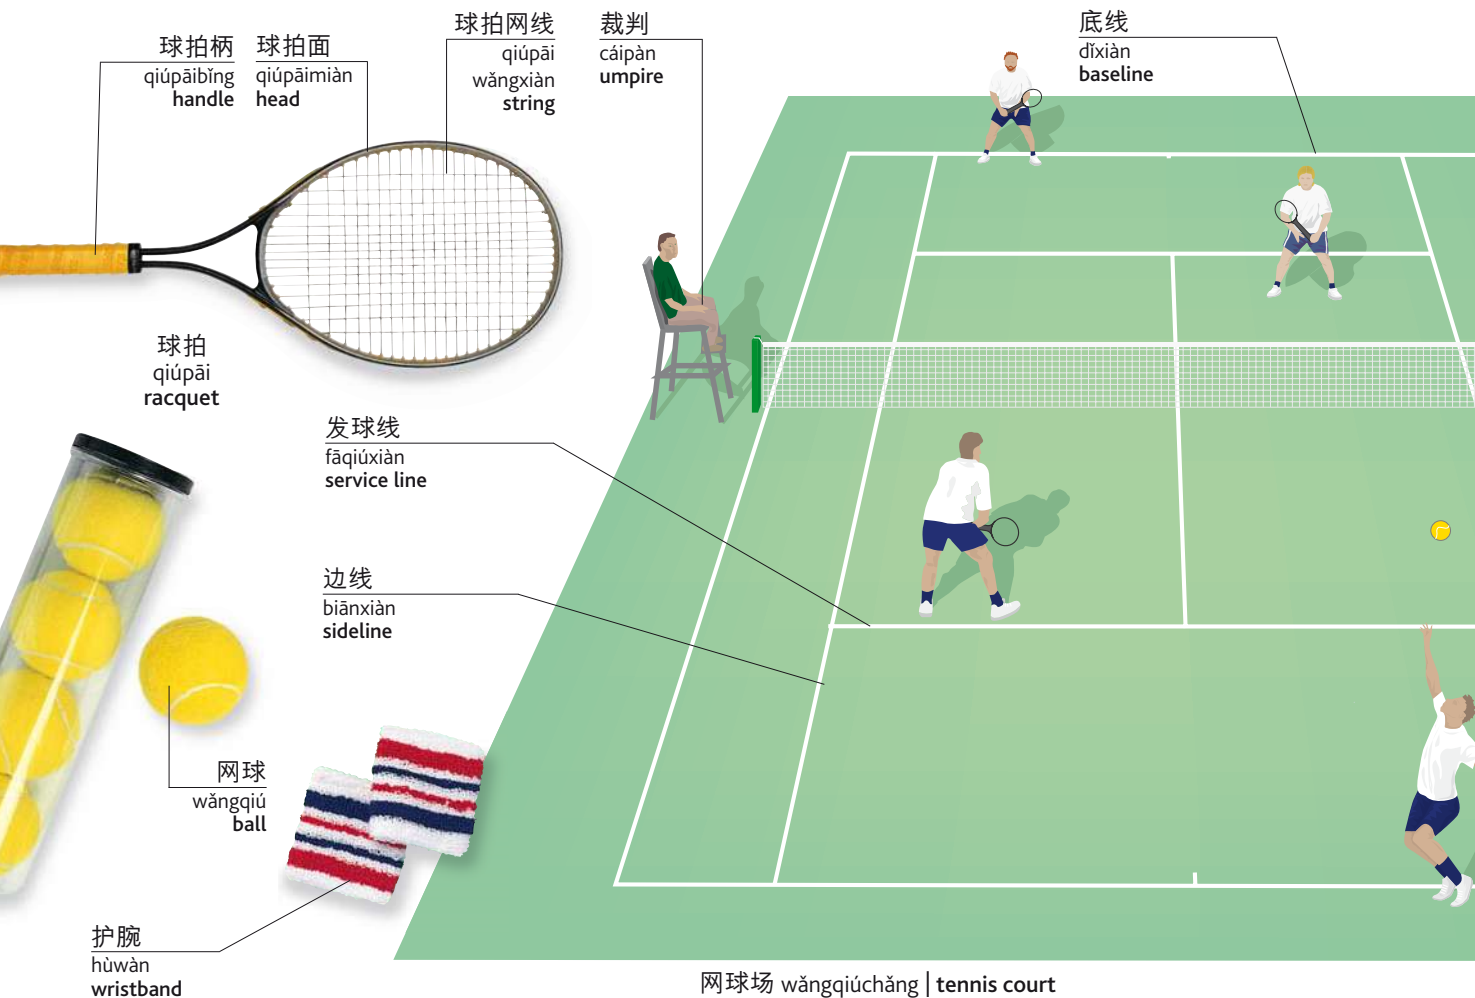 球拍柄
qiúpāibǐng
handle
球拍面
qiúpāimiàn
head
球拍网线
qiúpāi
wǎngxiàn
string
裁判
cáipàn
umpire
底线
dǐxiàn
baseline
球拍
qiúpāi
racquet
发球线
fāqiúxiàn
service line
边线
biānxiàn
sideline
网球
wǎngqiú
ball
护腕
hùwàn
wristband
网球场 wǎngqiúchǎng | tennis court